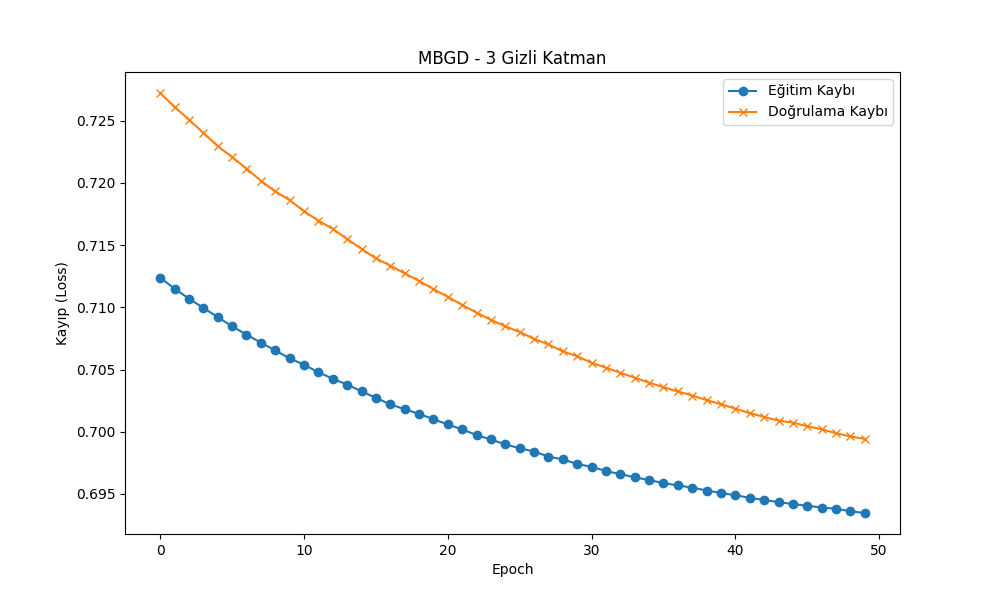 MBGD - 3 Gizli Katman
Eğitim Kaybı
Doğrulama Kaybı
Kayıp (Loss)
0.725
0.720
0.715
0.710
0.705
0.700
0.695
0 10 20 30 40 50
Epoch